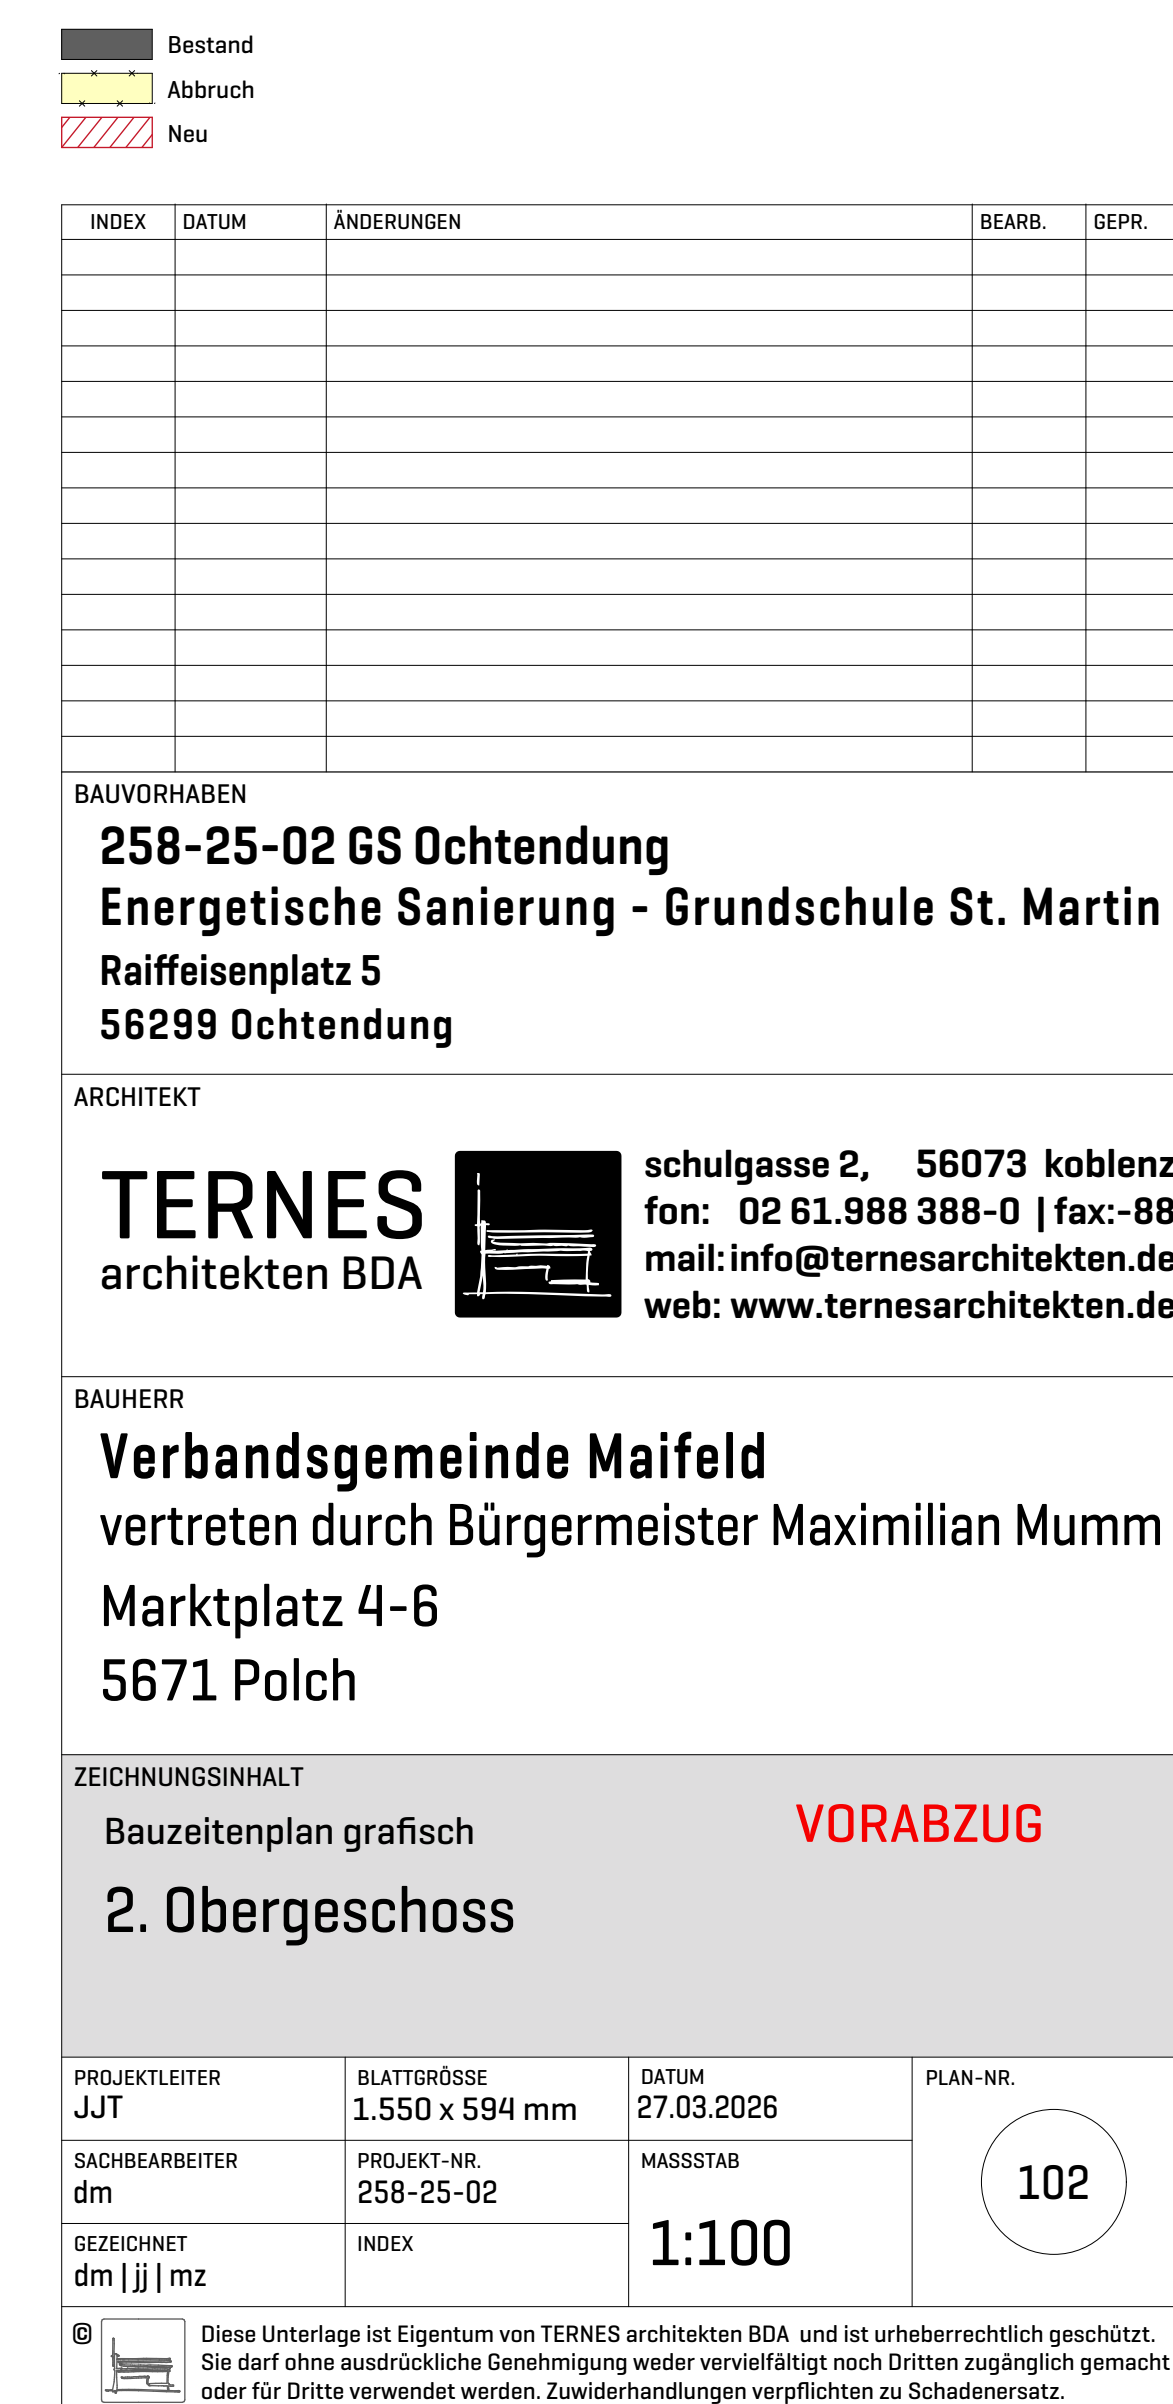 Bestand
Abbruch
Neu
INDEX DATUM ÄNDERUNGEN BEARB. GEPR.
BAUVORHABEN
258-25-02 GS Ochtendung
Energetische Sanierung - Grundschule St. Martin
Raiffeisenplatz 5
56299 Ochtendung
ARCHITEKT
TERNES
architekten BDA
schulgasse 2, 56073 koblenz
fon: 02 61.988 388-0 | fax:-88
mail: info@ternesarchitekten.de
web: www.ternesarchitekten.de
BAUHERR
Verbandsgemeinde Maifeld
vertreten durch Bürgermeister Maximilian Mumm
Marktplatz 4-6
5671 Polch
ZEICHNUNGSINHALT
Bauzeitenplan grafisch
VORABZUG
2. Obergeschoss
PROJEKTLEITER
JJT
BLATTGRÖSSE
1.550 x 594 mm
DATUM
27.03.2026
PLAN-NR.
102
SACHBEARBEITER
dm
PROJEKT-NR.
258-25-02
MASSSTAB
1:100
GEZEICHNET
dm | jj | mz
INDEX
© Diese Unterlage ist Eigentum von TERNES architekten BDA und ist urheberrechtlich geschützt.
Sie darf ohne ausdrückliche Genehmigung weder vervielfältigt noch Dritten zugänglich gemacht
oder für Dritte verwendet werden. Zuwiderhandlungen verpflichten zu Schadenersatz.